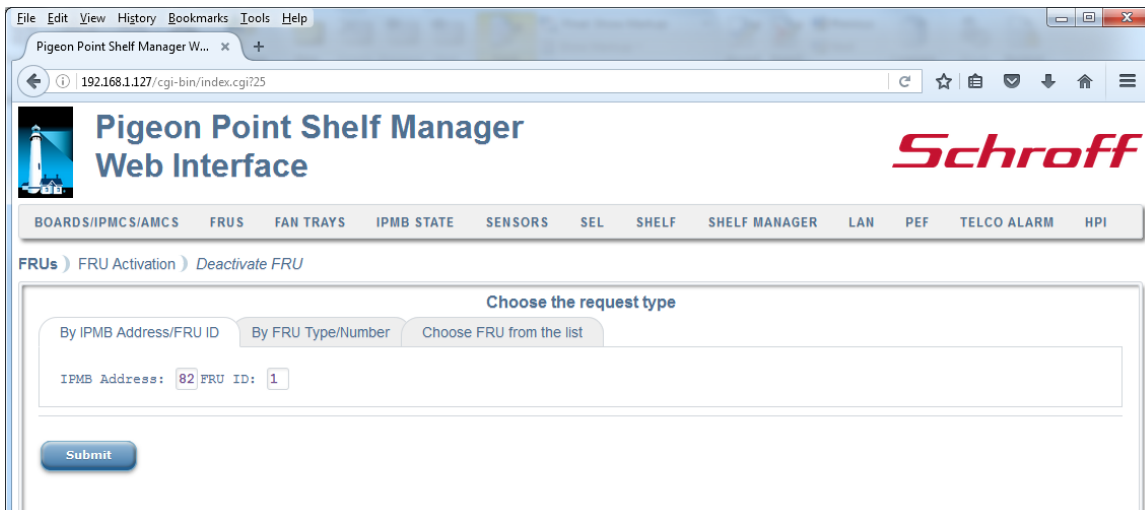 File Edit View History Bookmarks Tools Help
Pigeon Point Shelf Manager W... × +
192.168.1.127/cgi-bin/index.cgi?25
Pigeon Point Shelf Manager
Web Interface
Schroff
BOARDS/IPMCS/AMCS FRUS FAN TRAYS IPMB STATE SENSORS SEL SHELF SHELF MANAGER LAN PEF TELCO ALARM HPI
FRUs ) FRU Activation ) Deactivate FRU
Choose the request type
By IPMB Address/FRU ID By FRU Type/Number Choose FRU from the list
IPMB Address: 82 FRU ID: 1
Submit